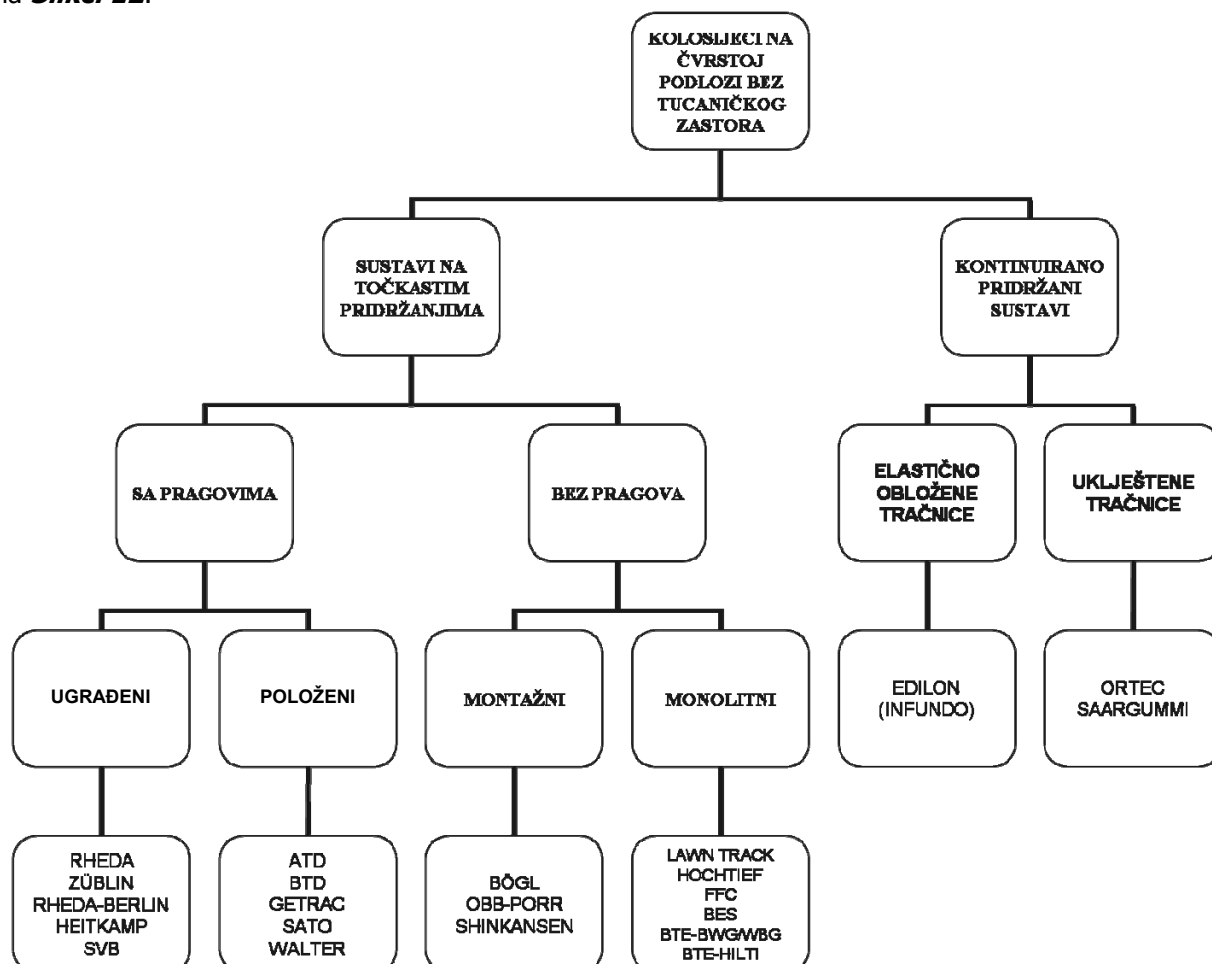 na Slikci 22.
KOLOSIJECI NA
ČVRSTOJ
PODLOZI BEZ
TUCANIČKOG
ZASTORA
SUSTAVI NA
TOČKASTIM
PRIDRŽANJIMA
KONTINUIRANO
PRIDRŽANI
SUSTAVI
SA PRAGOVIMA
BEZ PRAGOVA
ELASTIČNO
OBLOŽENE
TRAČNICE
UKLJEŠTENE
TRAČNICE
UGRAĐENI
POLOŽENI
MONTAŽNI
MONOLITNI
EDILON
(INFUNDO)
ORTEC
SAARGUMMI
RHEDA
ZÜBLIN
RHEDA-BERLIN
HEITKAMP
SVB
ATD
BTD
GETRAC
SATO
WALTER
BÖGL
OBB-PORR
SHINKANSEN
LAWN TRACK
HOCHTIEF
FFC
BES
BTE-BWG/WBG
BTE-HILTI